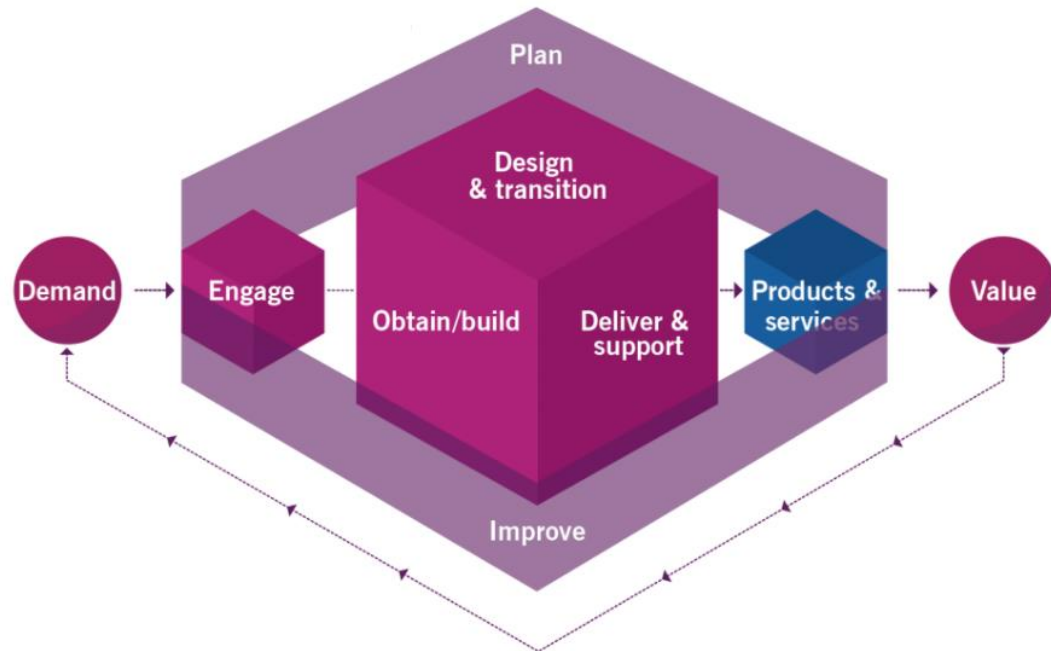 Plan
Design
& transition
Demand
Engage
Obtain/build
Deliver &
support
Products &
services
Value
Improve